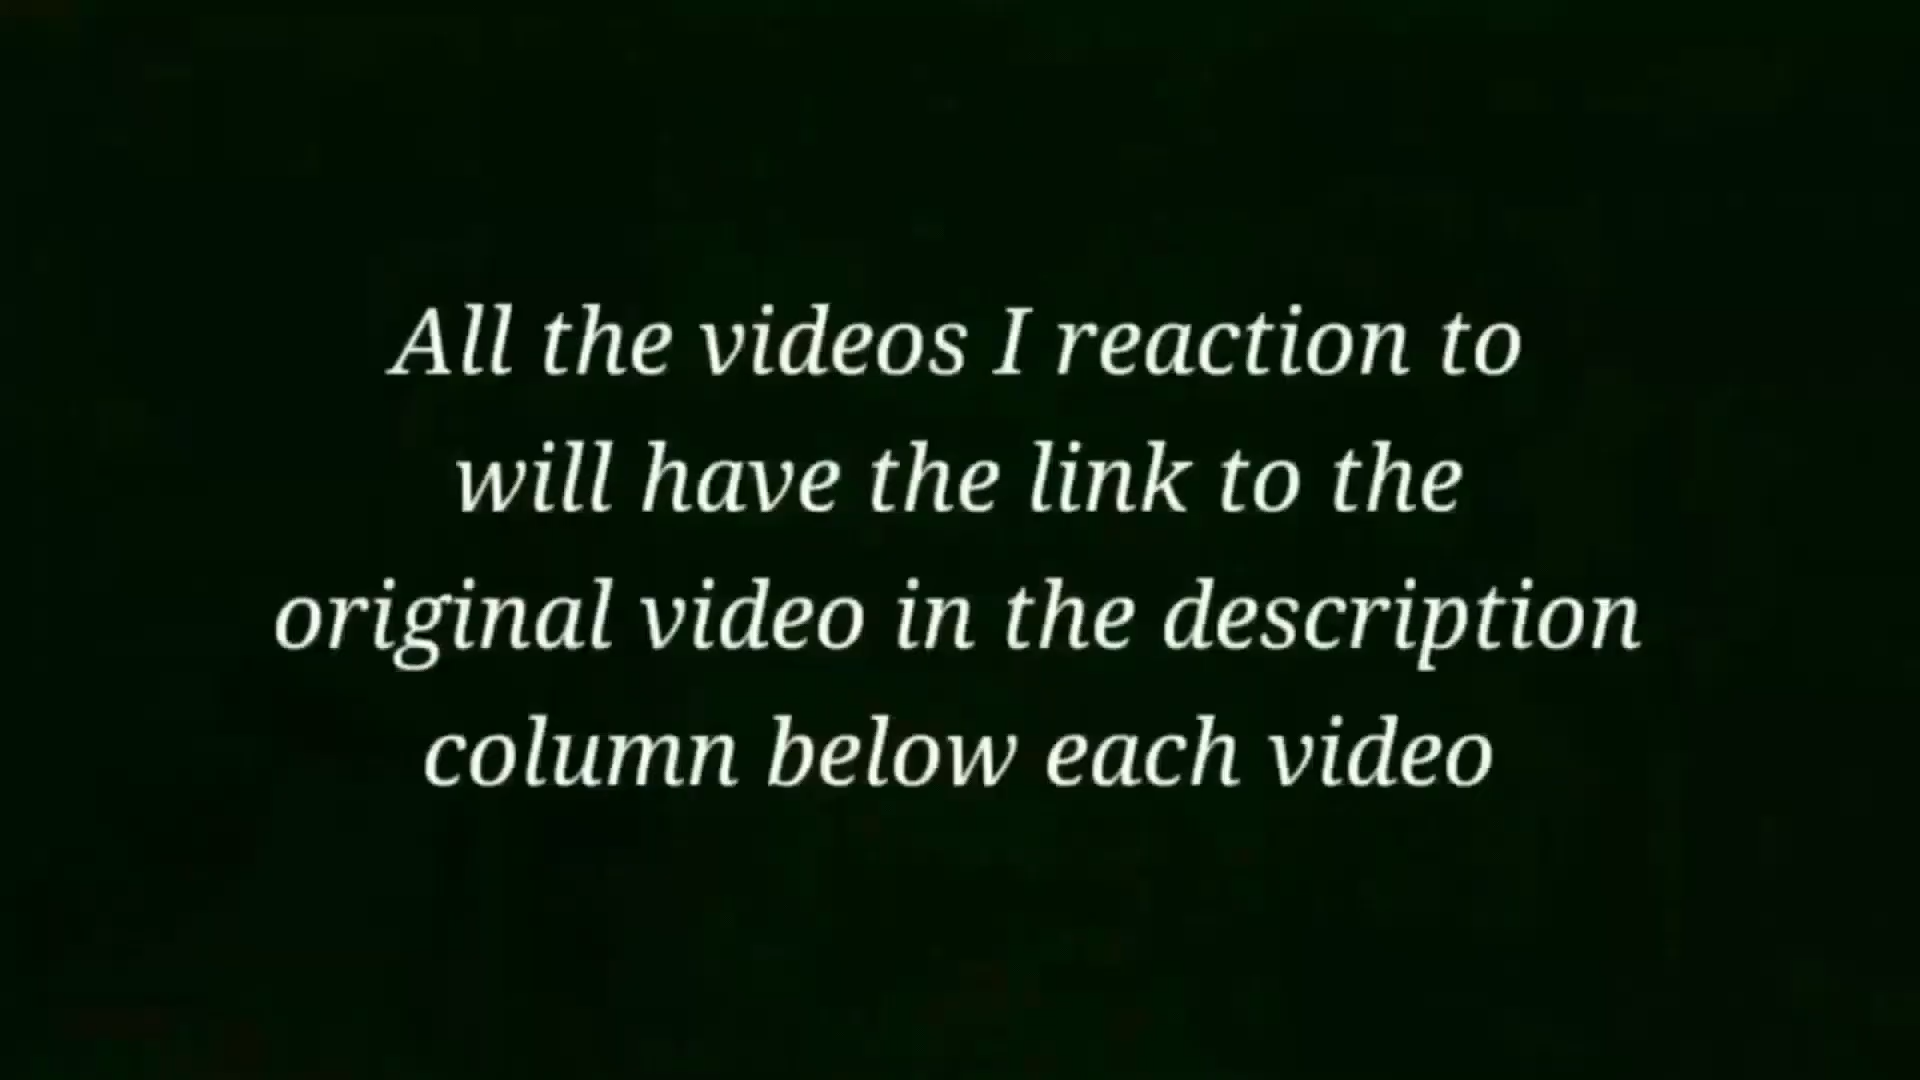 All the videos I reaction to
will have the link to the
original video in the description
column below each video